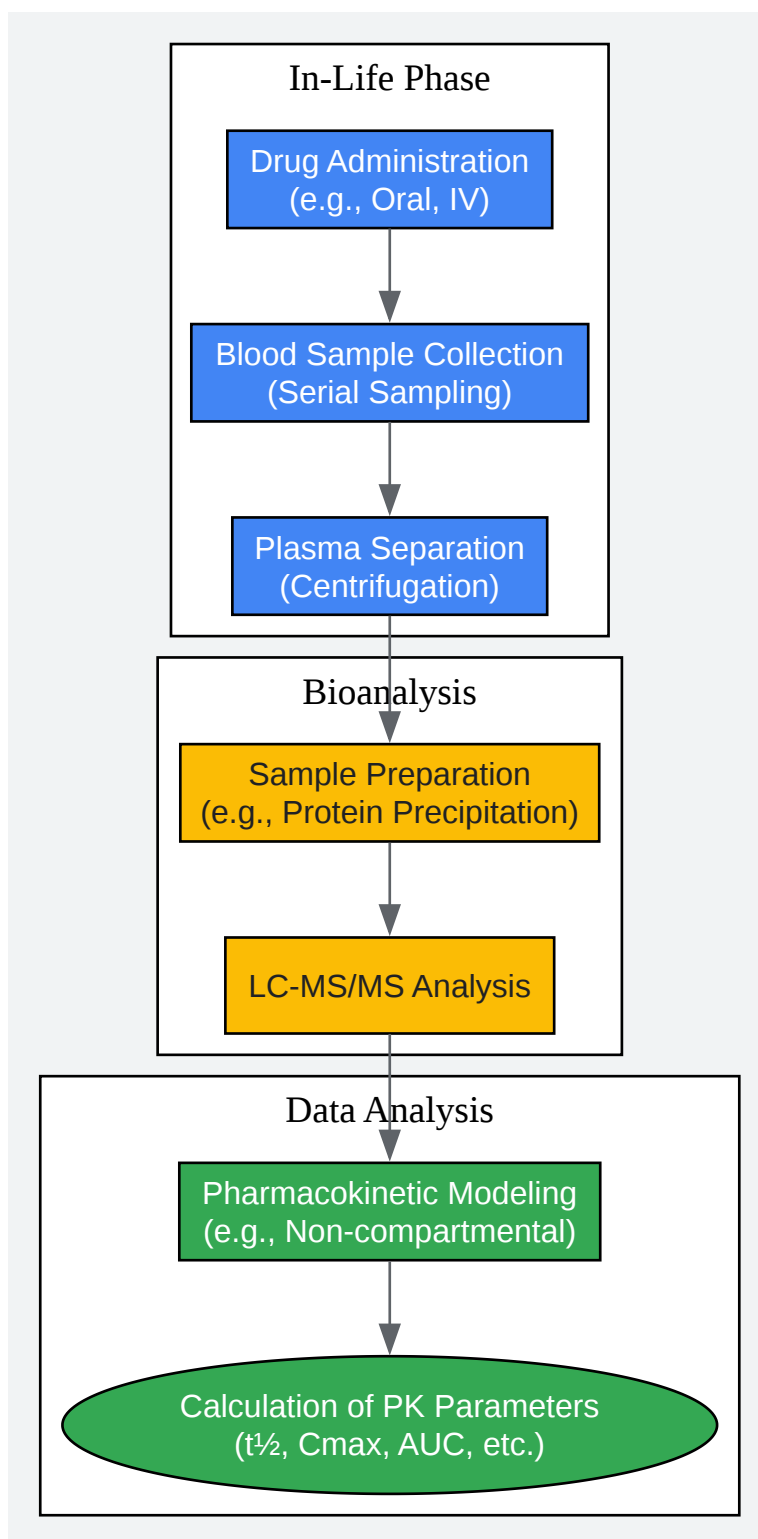 In-Life Phase
Drug Administration
(e.g., Oral, IV)
Blood Sample Collection
(Serial Sampling)
Plasma Separation
(Centrifugation)
Bioanalysis
Sample Preparation
(e.g., Protein Precipitation)
LC-MS/MS Analysis
Data Analysis
Pharmacokinetic Modeling
(e.g., Non-compartmental)
Calculation of PK Parameters
(t½, Cmax, AUC, etc.)